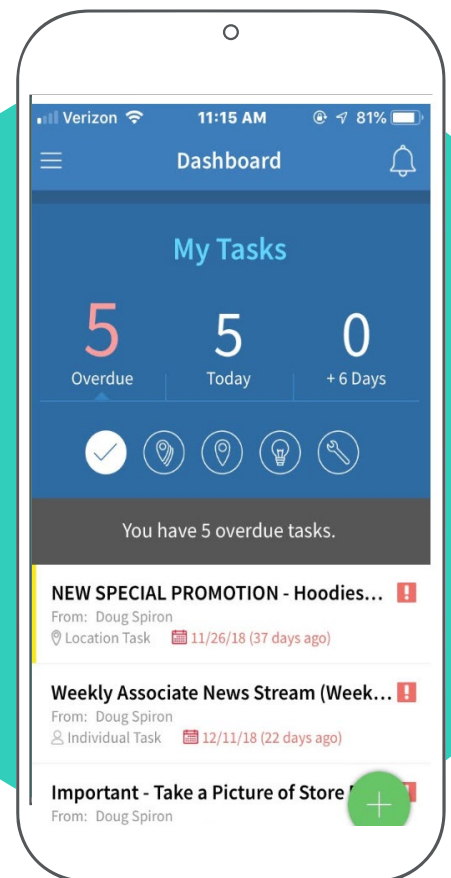 Verizon 11:15 AM 81%
Dashboard
My Tasks
5 5 0
Overdue Today + 6 Days
You have 5 overdue tasks.
NEW SPECIAL PROMOTION - Hoodies...
From: Doug Spiron
Location Task 11/26/18 (37 days ago)
Weekly Associate News Stream (Week...
From: Doug Spiron
Individual Task 12/11/18 (22 days ago)
Important - Take a Picture of Store
From: Doug Spiron